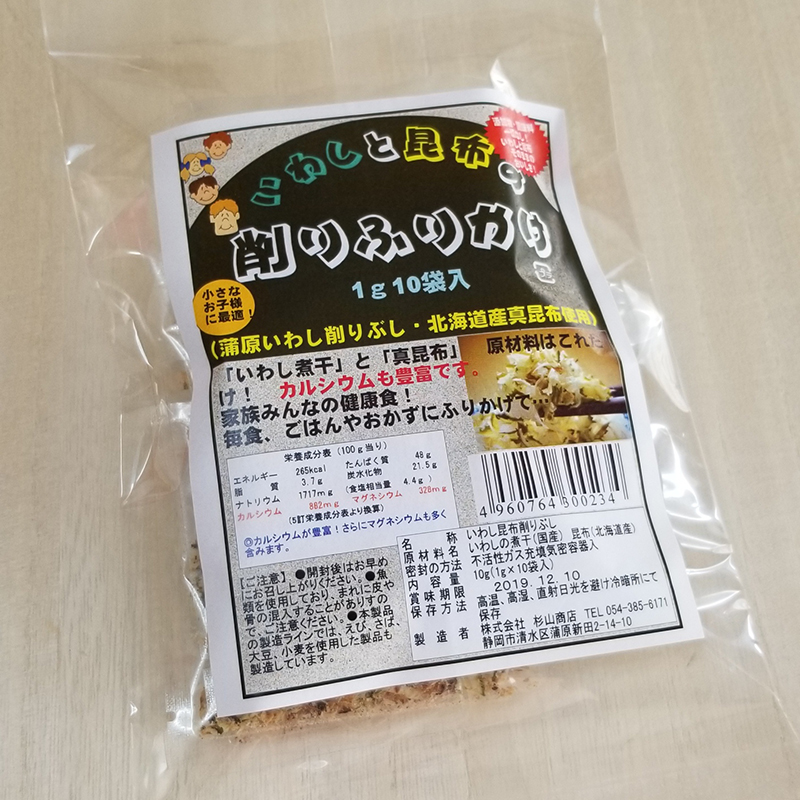 いわしと昆布の
削りふりかけ
1g10袋入
小さな
お子様
に最適！
(蒲原いわし削りぶし・北海道産真昆布使用)
「いわし煮干」と「真昆布」
原材料はこれだ
け！ カルシウムも豊富です。
家族みんなの健康食！
毎食、ごはんやおかずにふりかけて…
栄養成分表(100g当り)
エネルギー 265kcal たんぱく質 48g
脂質 3.7g 炭水化物 21.5g
ナトリウム 1717mg (食塩相当量 4.4g)
カルシウム 882mg マグネシウム 328mg
(5訂栄養成分表より換算)
◎カルシウムが豊富！さらにマグネシウムも多く
含みます。
4960764300234
【ご注意】●開封後はお早め
にお召し上がりください。●魚
類を使用しており、まれに皮や
骨の混入することがありますの
で、ご注意ください。●本製品
の製造ラインでは、えび、さば、
大豆、小麦を使用した製品も
製造しています。
名称 いわし昆布削りぶし
原材料名 いわしの煮干(国産) 昆布(北海道産)
密封の方法 不活性ガス充填気密容器入
内容量 10g(1g×10袋入)
賞味期限 2019.12.10
保存方法 高温、高湿、直射日光を避け冷暗所にて
保存
製造者 株式会社 杉山商店 TEL 054-385-6171
静岡市清水区蒲原新田2-14-10